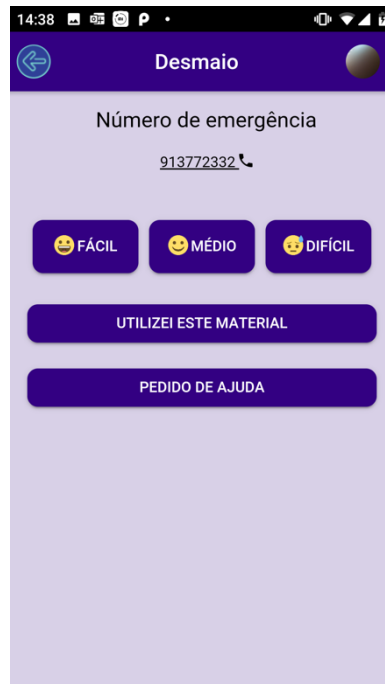 14:38
Desmaio
Número de emergência
913772332
FÁCIL MÉDIO DIFÍCIL
UTILIZEI ESTE MATERIAL
PEDIDO DE AJUDA